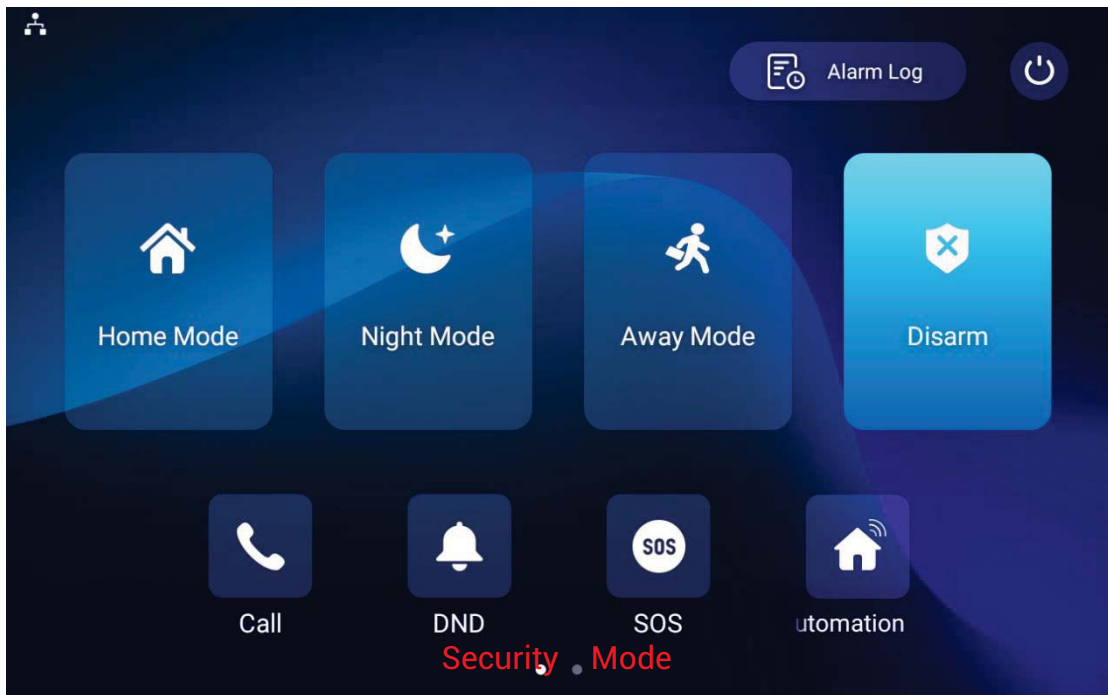 Alarm Log
Home Mode
Night Mode
Away Mode
Disarm
SOS
Call
DND
SOS
utomation
Security Mode